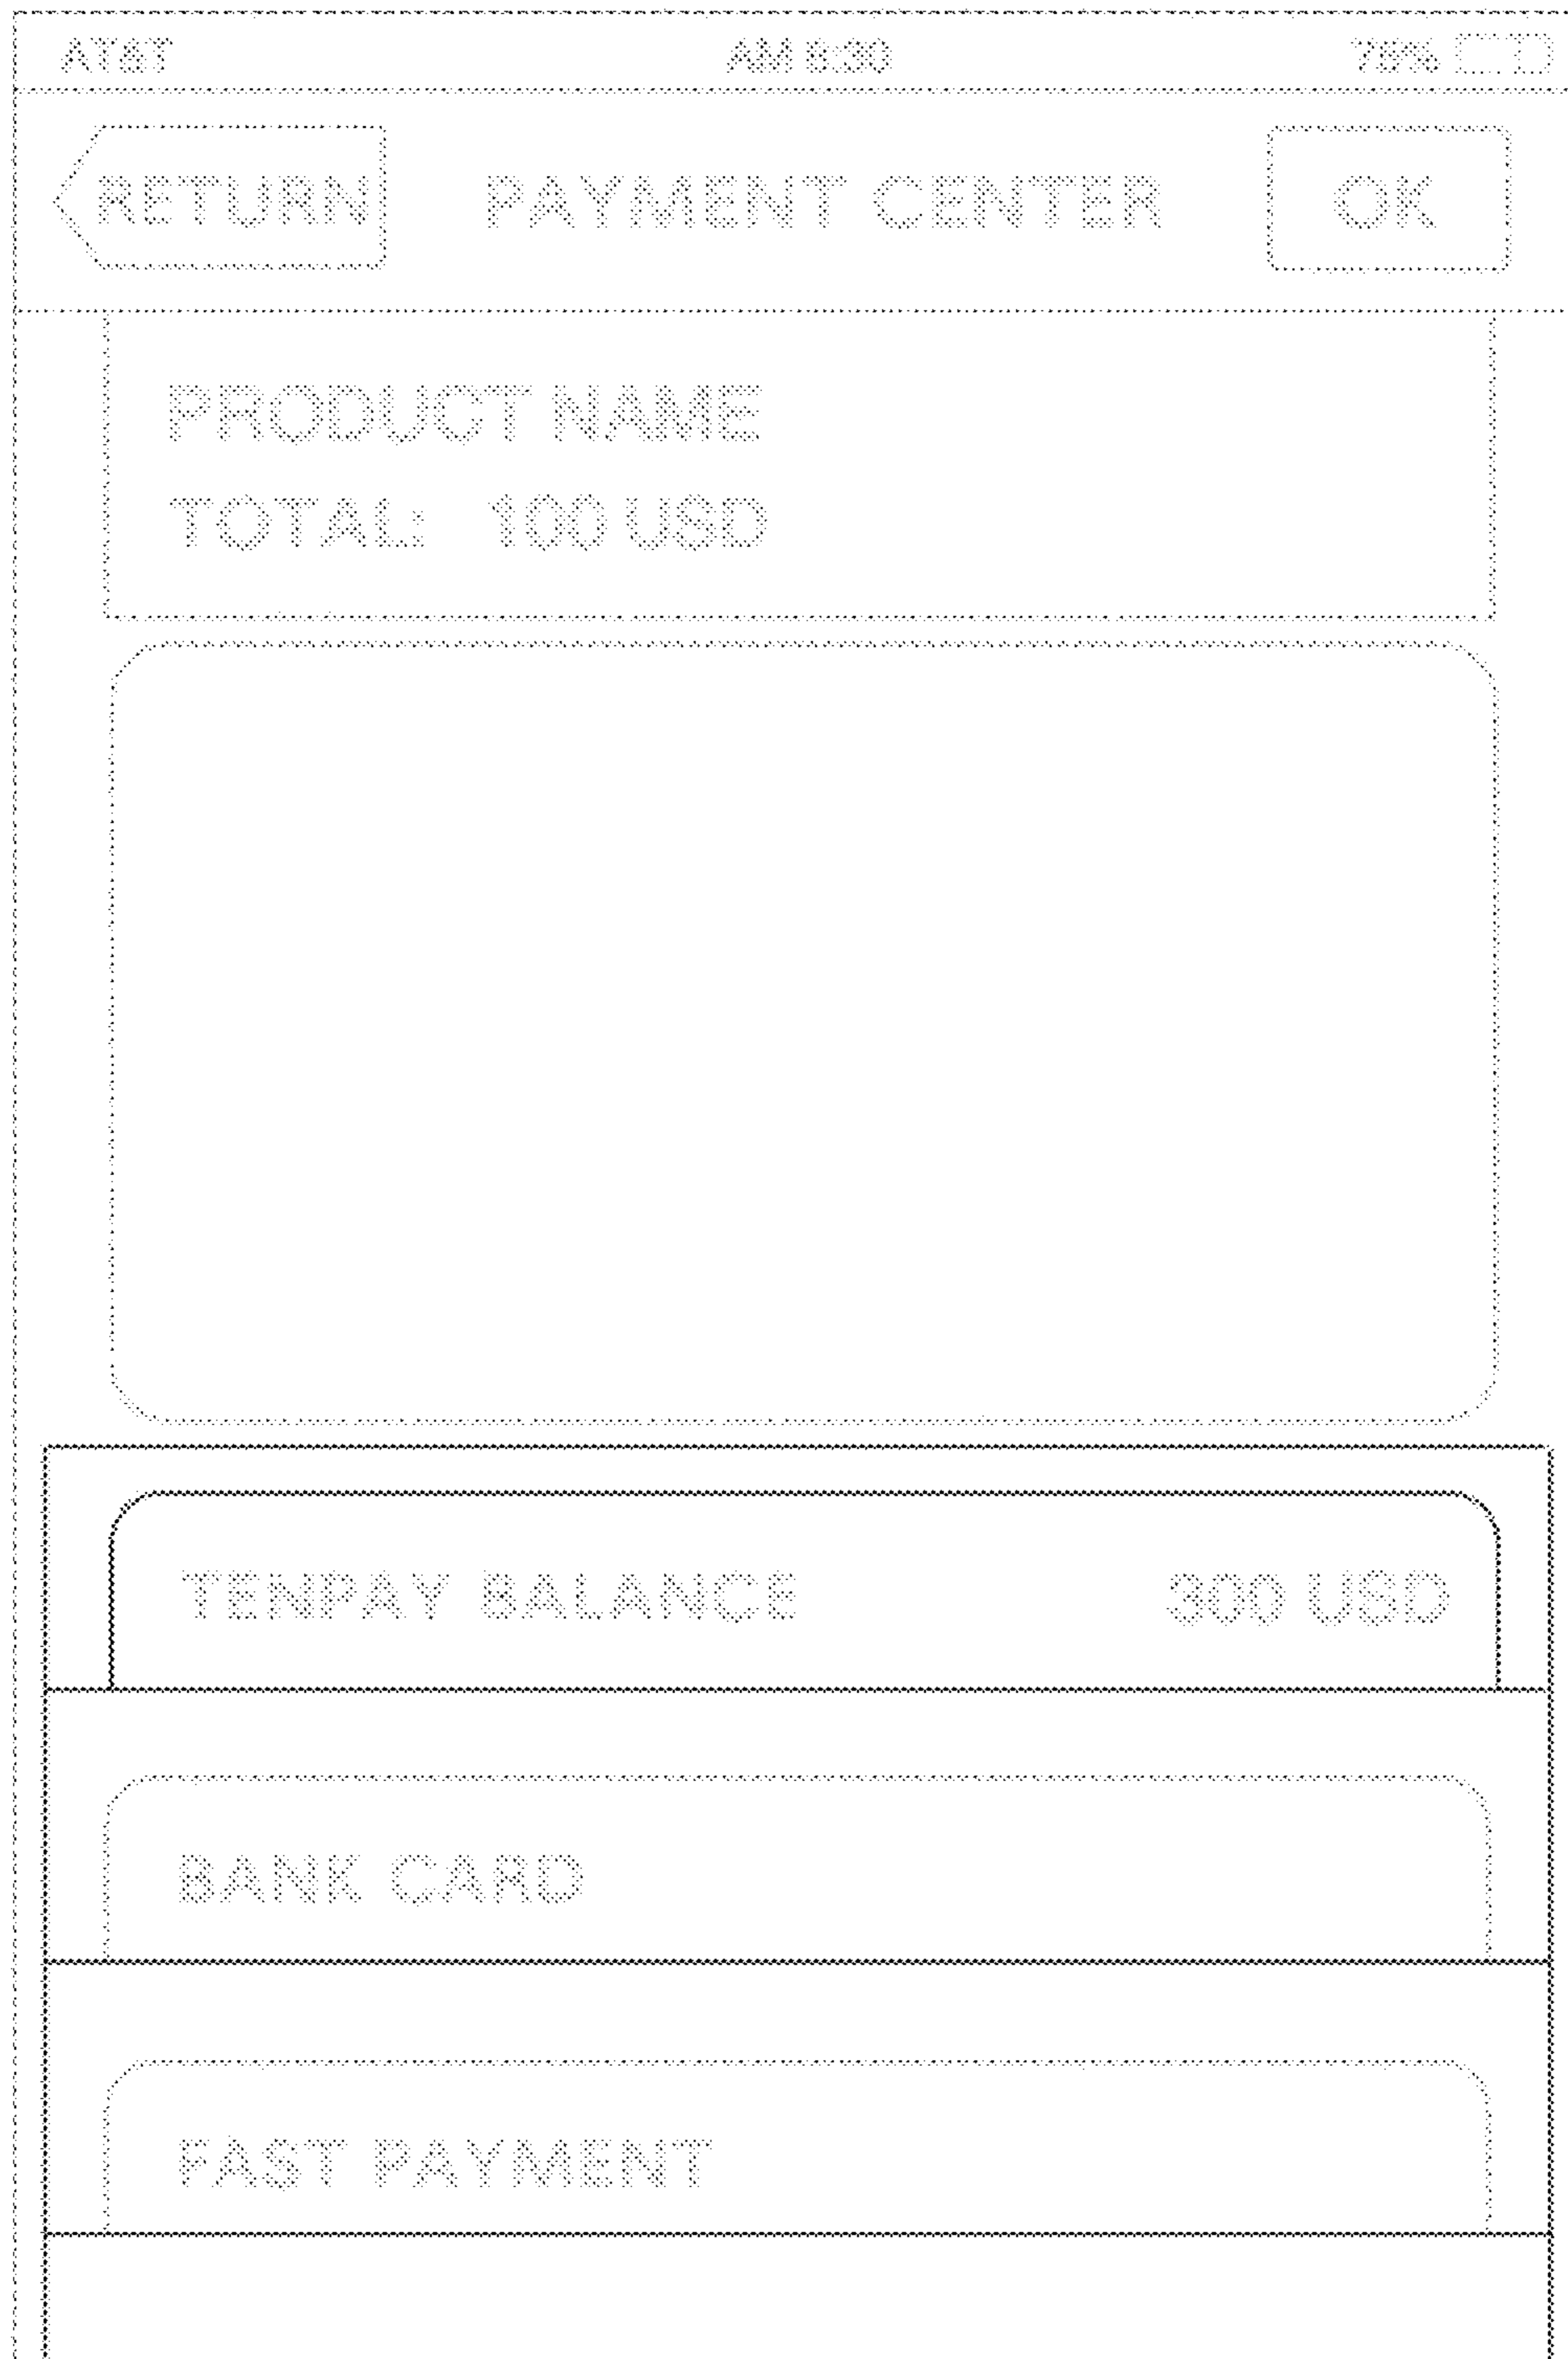 AT&T AM 8:30 78%
RETURN PAYMENT CENTER OK
PRODUCT NAME
TOTAL: 100 USD
TENPAY BALANCE 300 USD
BANK CARD
FAST PAYMENT